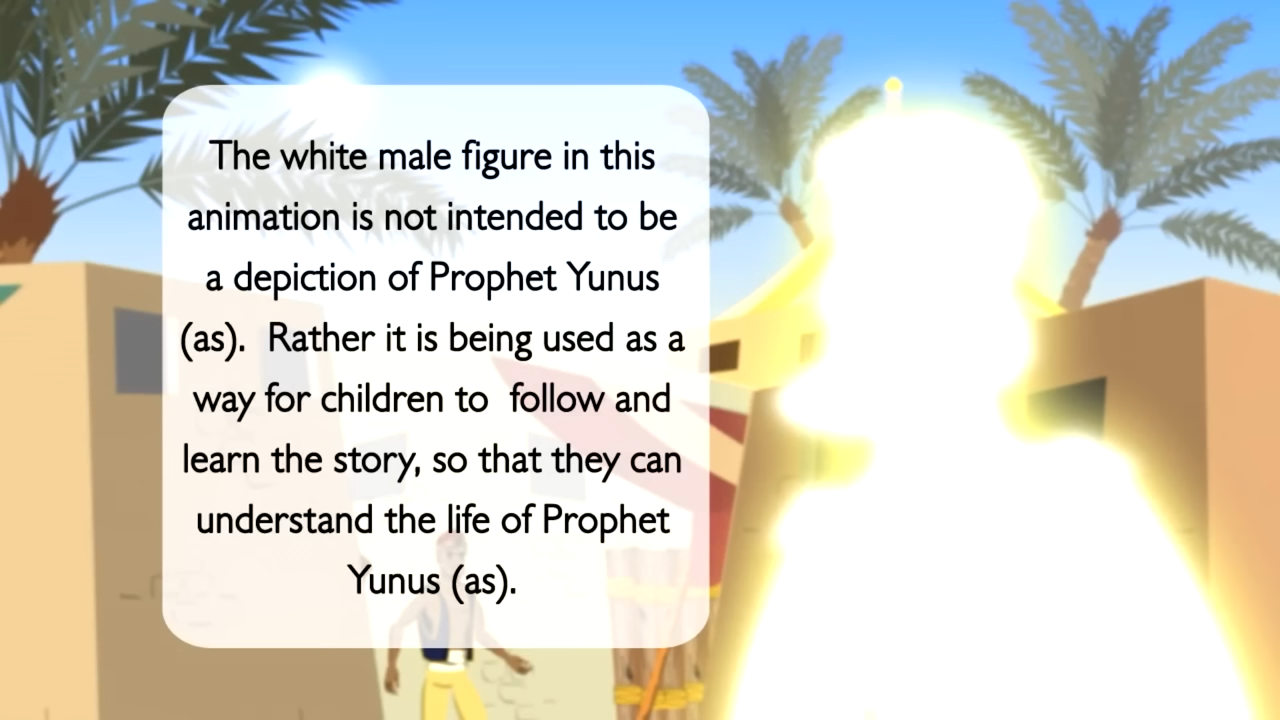 The white male figure in this
animation is not intended to be
a depiction of Prophet Yunus
(as).  Rather it is being used as a
way for children to  follow and
learn the story, so that they can
understand the life of Prophet
Yunus (as).